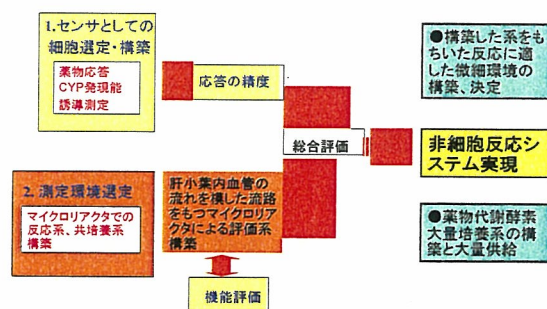 1.センサとしての
細胞選定・構築
薬物応答
CYP発現能
誘導測定
応答の精度
2. 測定環境選定
マイクロリアクタでの
反応系、共培養系
構築
肝小葉内血管の
流れを模した流路
をもつマイクロリア
クタによる評価系
構築
機能評価
総合評価
●構築した系をも
ちいた反応に適
した微細環境の
構築、決定
非細胞反応シ
ステム実現
●薬物代謝酵素
大量培養系の構
築と大量供給